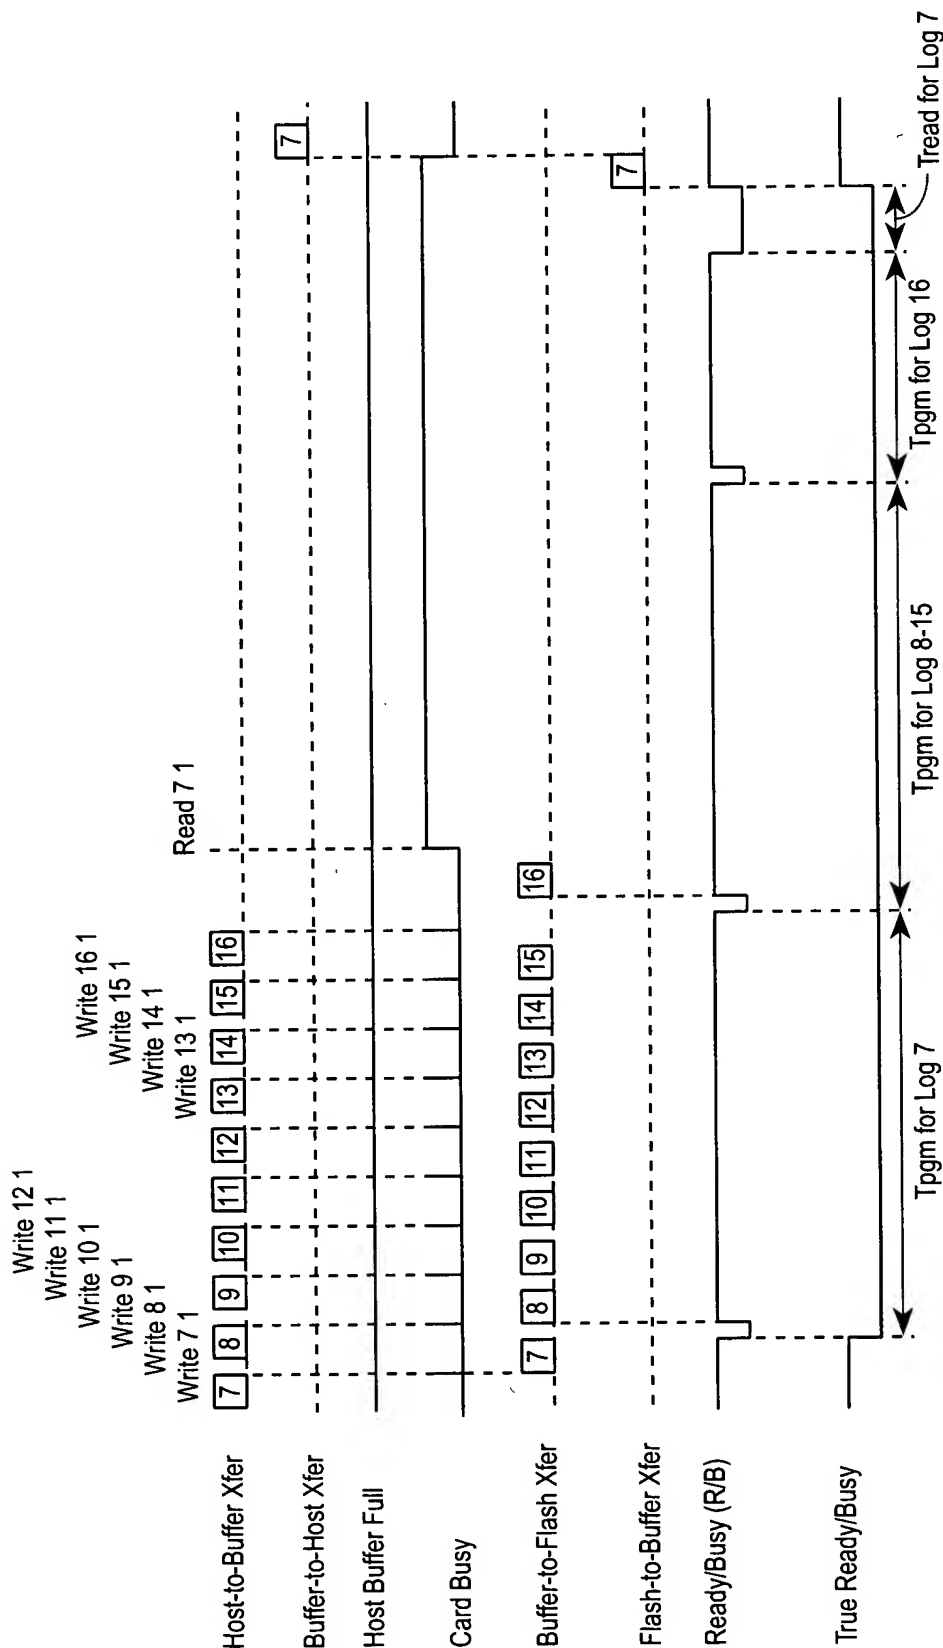 Write 12 1
Write 11 1
Write 10 1
Write 9 1
Write 8 1
Write 7 1
Write 16 1
Write 15 1
Write 14 1
Write 13 1
Read 7 1
Host-to-Buffer Xfer
7 8 9 10 11 12 13 14 15 16
Buffer-to-Host Xfer
7
Host Buffer Full
Card Busy
Buffer-to-Flash Xfer
7 8 9 10 11 12 13 14 15 16
Flash-to-Buffer Xfer
7
Ready/Busy (R/B)
True Ready/Busy
Tpgm for Log 7
Tpgm for Log 8-15
Tpgm for Log 16
Tread for Log 7